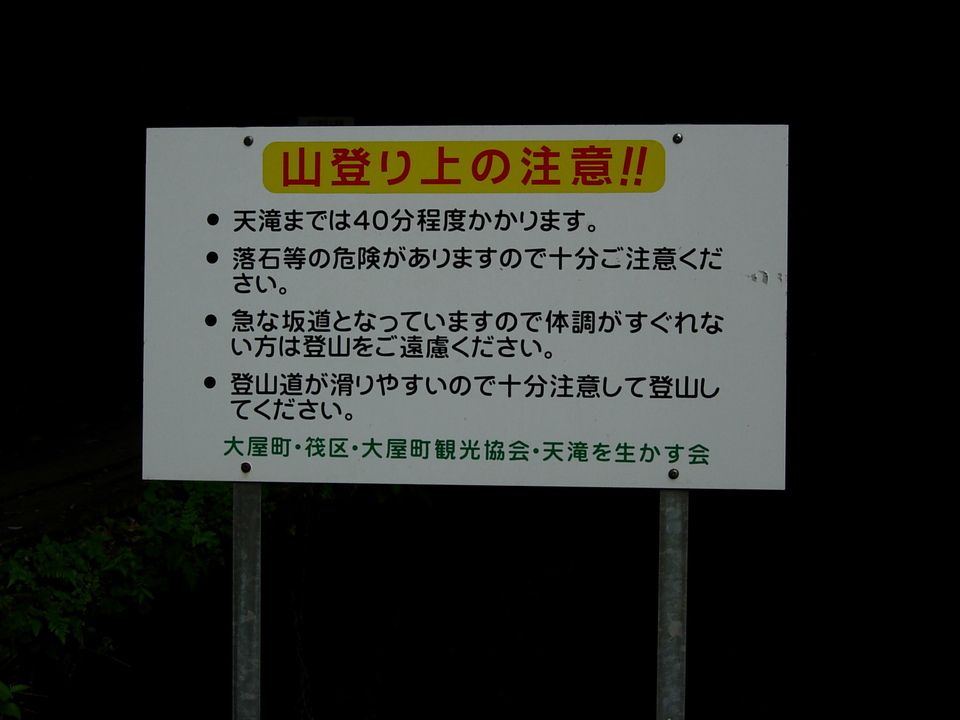 山登り上の注意!!
● 天滝までは40分程度かかります。
● 落石等の危険がありますので十分ご注意くだ
さい。
● 急な坂道となっていますので体調がすぐれな
い方は登山をご遠慮ください。
● 登山道が滑りやすいので十分注意して登山し
てください。
大屋町・筏区・大屋町観光協会・天滝を生かす会